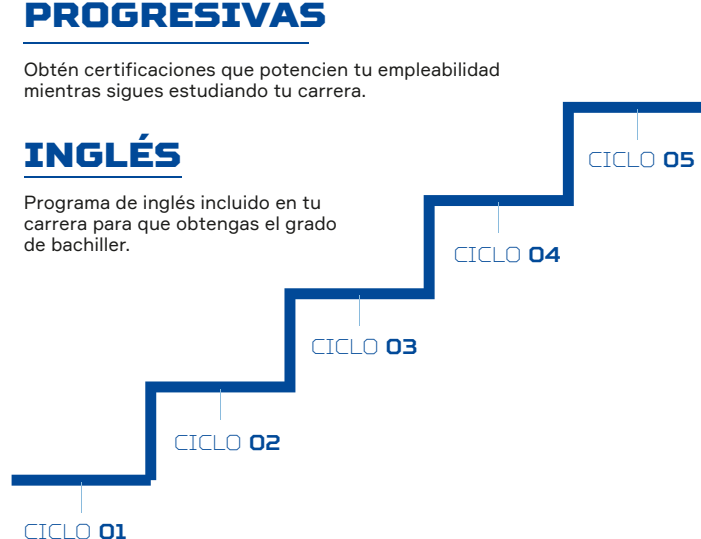 PROGRESIVAS
Obtén certificaciones que potencien tu empleabilidad
mientras sigues estudiando tu carrera.
INGLÉS
Programa de inglés incluido en tu
carrera para que obtengas el grado
de bachiller.
CICLO 05
CICLO 04
CICLO 03
CICLO 02
CICLO 01